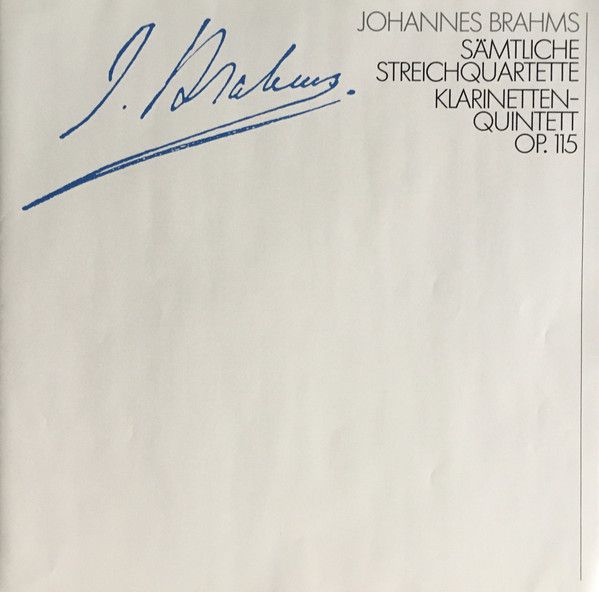 J. Brahms.
JOHANNES BRAHMS
SÄMTLICHE
STREICHQUARTETTE
KLARINETTEN-
QUINTETT
OP. 115